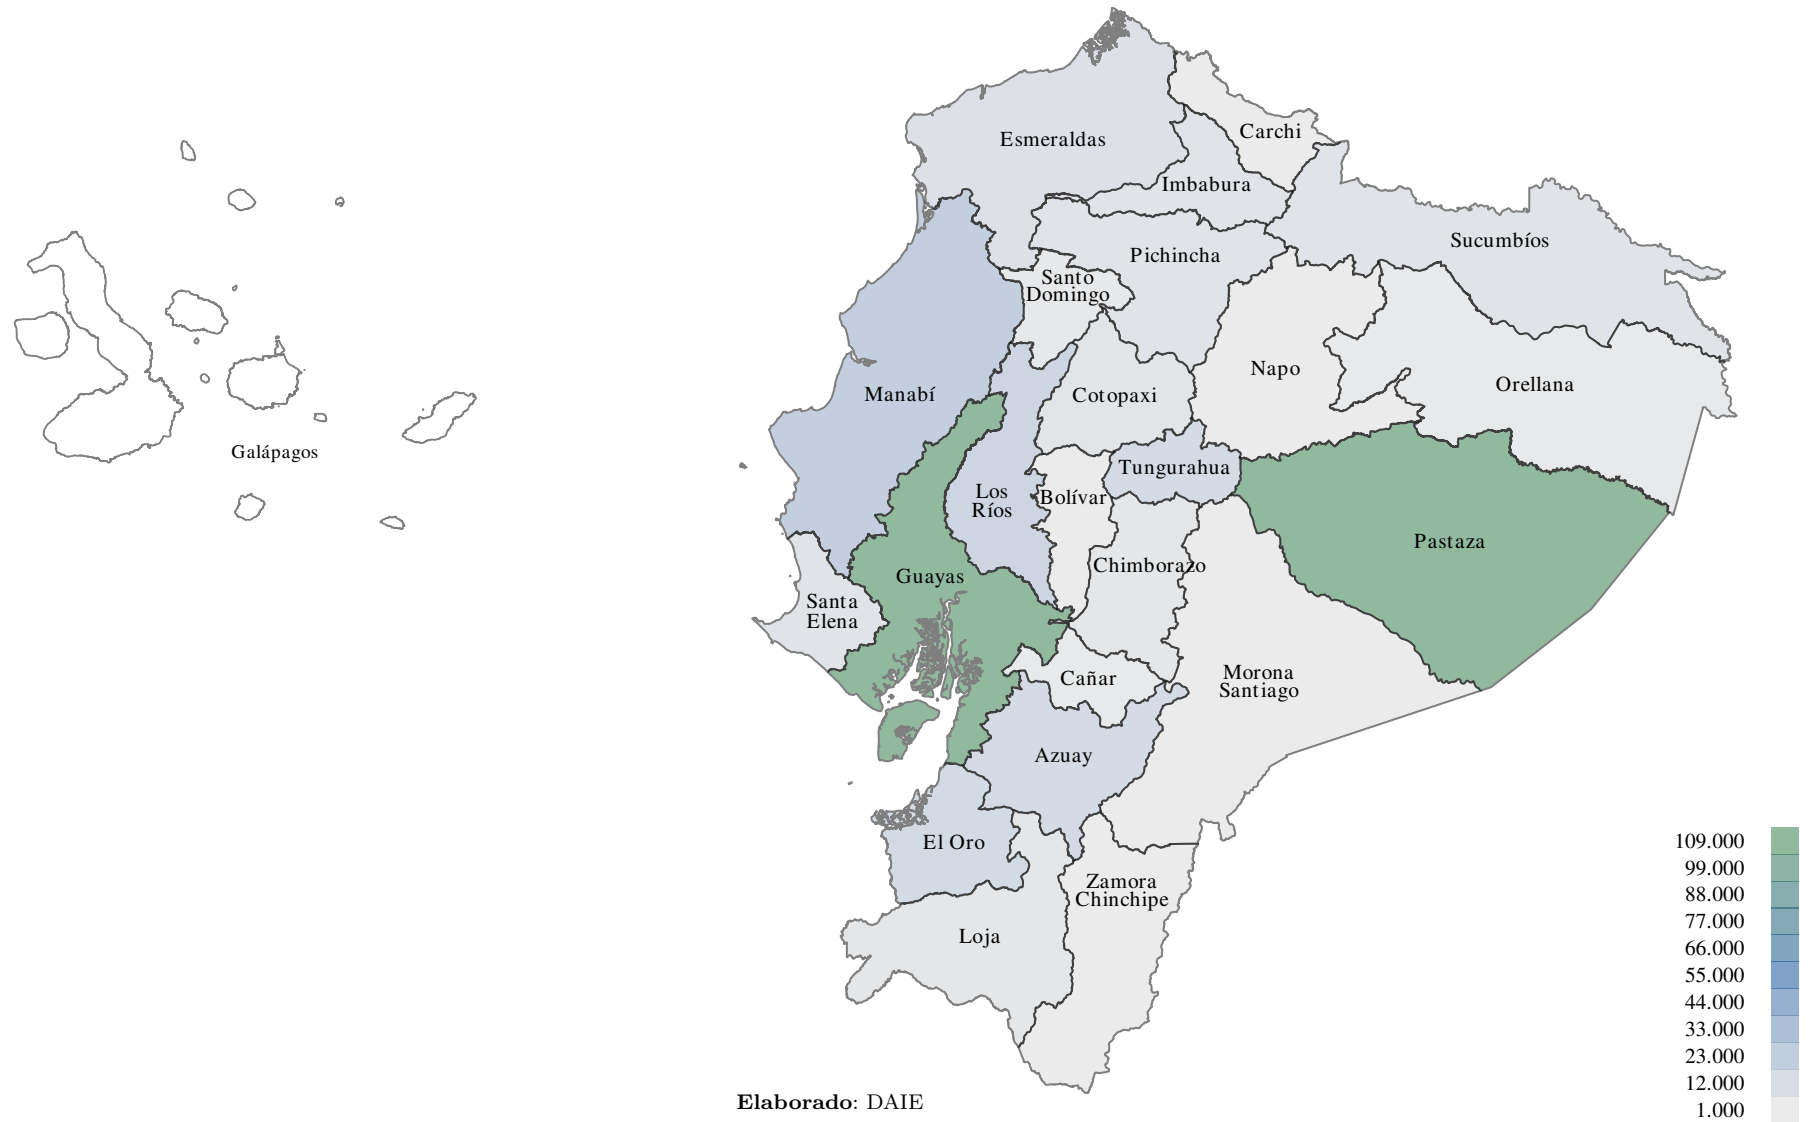 Esmeraldas
Carchi
Imbabura
Sucumbíos
Pichincha
Santo
Domingo
Napo
Orellana
Manabí
Cotopaxi
Galápagos
Tungurahua
Los
Ríos
Bolívar
Pastaza
Chimborazo
Guayas
Santa
Elena
Cañar
Morona
Santiago
Azuay
El Oro
Zamora
Chinchipe
Loja
109.000
99.000
88.000
77.000
66.000
55.000
44.000
33.000
23.000
12.000
1.000
Elaborado: DAIE